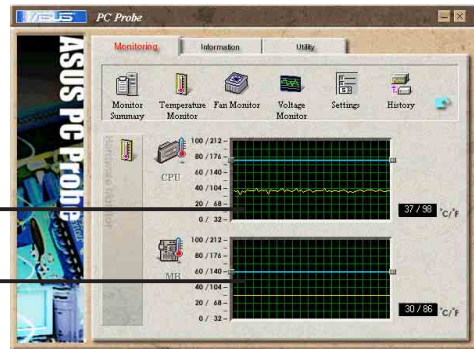 /SUS PC Probe
ASUS PC Probe
Monitoring Information Utility
Monitor Summary
Temperature Monitor
Fan Monitor
Voltage Monitor
Settings
History
CPU
100 / 212
80 / 176
60 / 140
40 / 104
20 / 68
0 / 32
37 / 98 °C/°F
MB
100 / 212
80 / 176
60 / 140
40 / 104
20 / 68
0 / 32
30 / 86 °C/°F